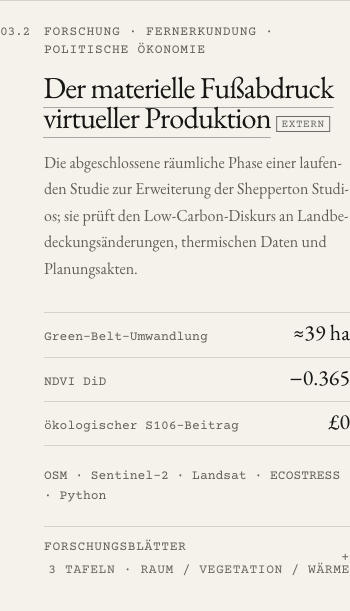 03.2 FORSCHUNG · FERNERKUNDUNG ·
POLITISCHE ÖKONOMIE
Der materielle Fußabdruck
virtueller Produktion EXTERN
Die abgeschlossene räumliche Phase einer laufen-
den Studie zur Erweiterung der Shepperton Studi-
os; sie prüft den Low-Carbon-Diskurs an Landbe-
deckungsänderungen, thermischen Daten und
Planungsakten.
Green-Belt-Umwandlung ≈39 ha
NDVI DiD −0.365
ökologischer S106-Beitrag £0
OSM · Sentinel-2 · Landsat · ECOSTRESS
· Python
FORSCHUNGSBLÄTTER
+
3 TAFELN · RAUM / VEGETATION / WÄRME